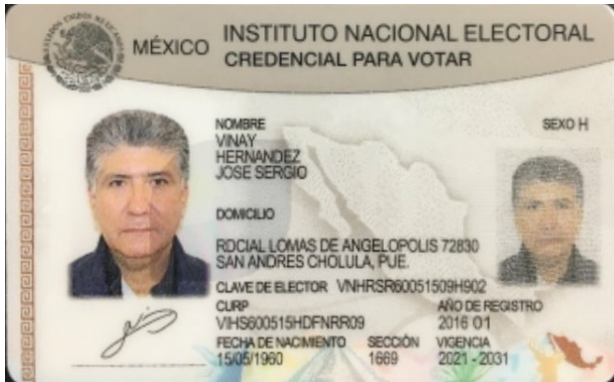 MÉXICO
INSTITUTO NACIONAL ELECTORAL
CREDENCIAL PARA VOTAR
NOMBRE
SEXO H
VINAY
HERNANDEZ
JOSE SERGIO
DOMICILIO
RDCIAL LOMAS DE ANGELOPOLIS 72830
SAN ANDRES CHOLULA, PUE.
CLAVE DE ELECTOR VNHRSR60051509H902
CURP
AÑO DE REGISTRO
VIHS600515HDFNRR09
2016 01
FECHA DE NACIMIENTO SECCIÓN VIGENCIA
15/05/1960 1669 2021 - 2031